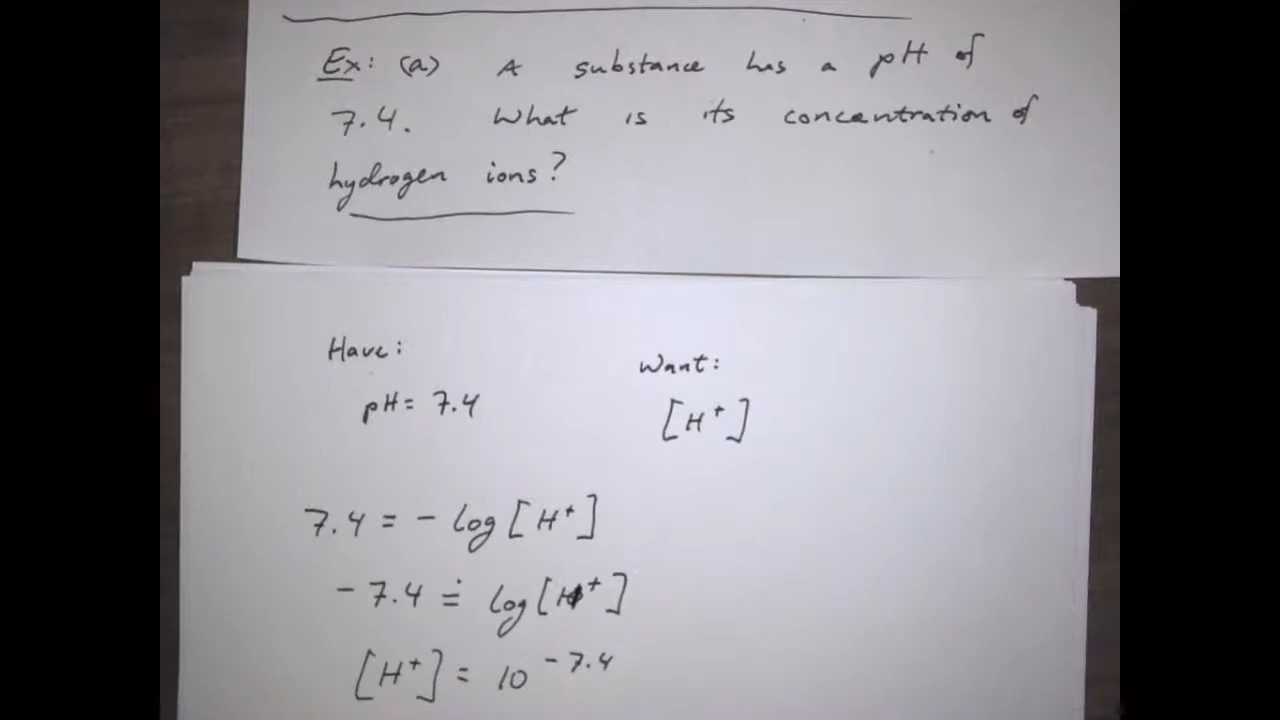 Ex: (a) A substance has a pH of
7.4. What is its concentration of
hydrogen ions?
Have:
Want:
pH = 7.4
[H⁺]
7.4 = - log [H⁺]
- 7.4 = log [H⁺]
[H⁺] = 10⁻⁷·⁴